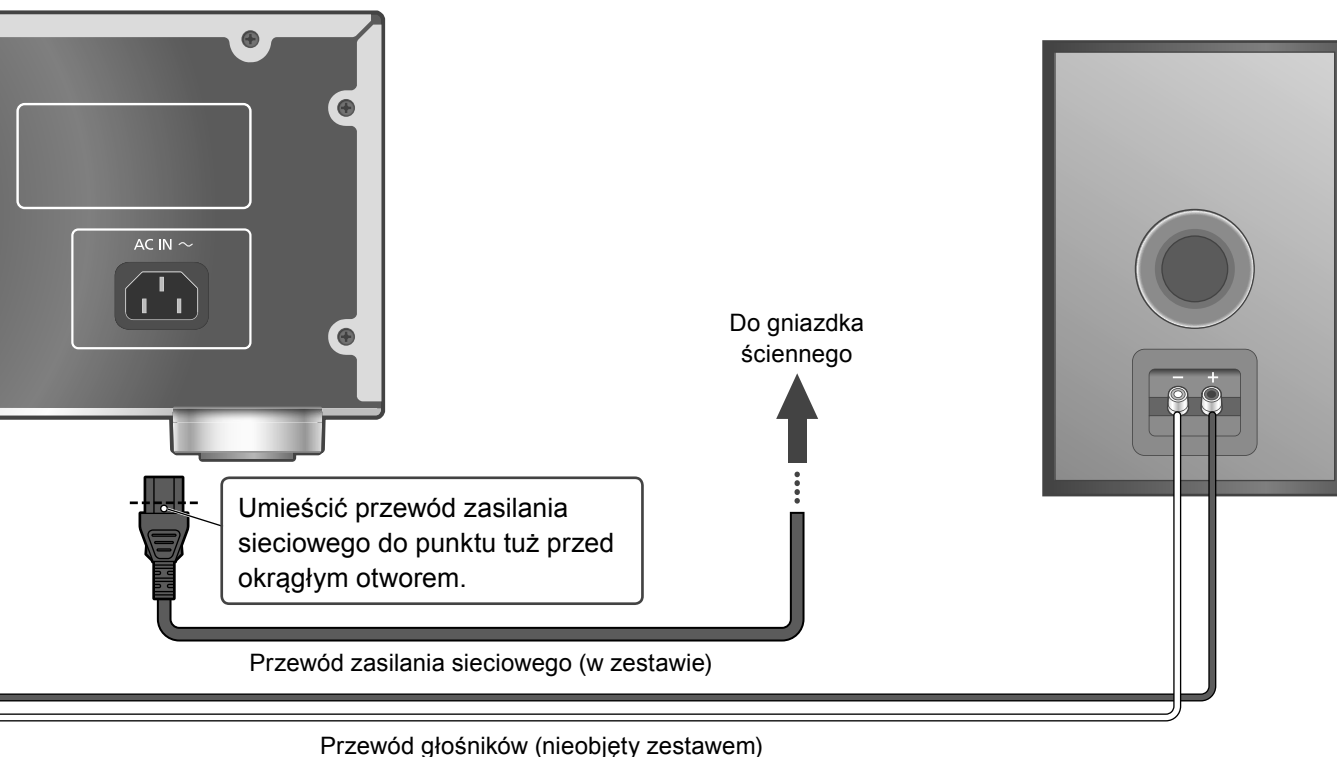 AC IN ～
Do gniazdka
ściennego
− +
Umieścić przewód zasilania
sieciowego do punktu tuż przed
okrągłym otworem.
Przewód zasilania sieciowego (w zestawie)
Przewód głośników (nieobjęty zestawem)